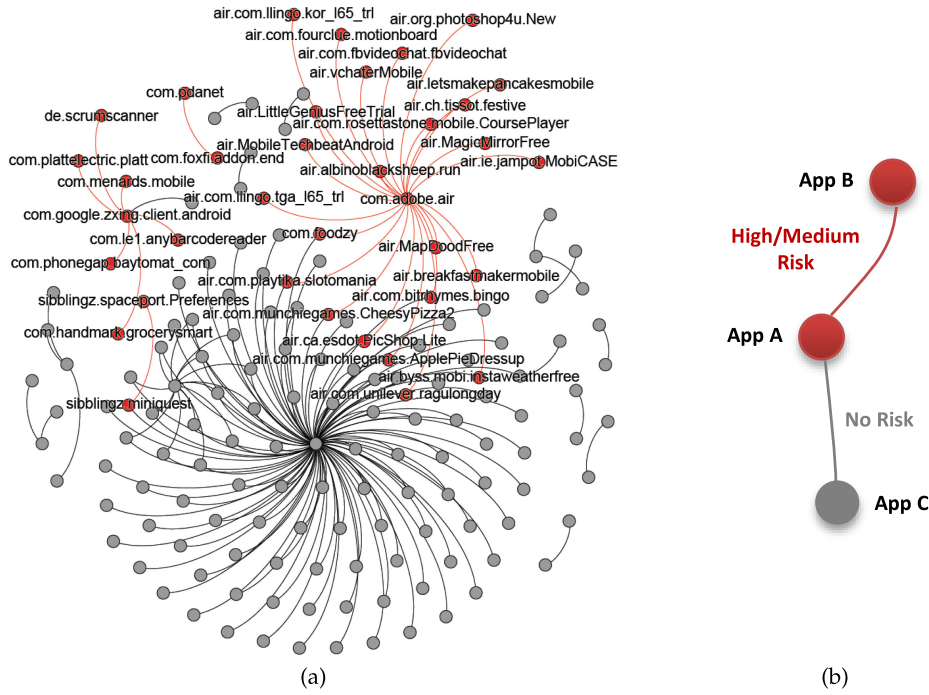 air.com.llingo.kor_l65_trl
air.org.photoshop4u.New
air.com.fourclue.motionboard
air.com.fbvideochat.fbvideochat
air.vchaterMobile
air.letsmakepancakesmobile
com.pdanet
air.ch.tissot.festive
air.LittleGeniusFreeTrial
de.scrumscanner
air.com.rosettastone.mobile.CoursePlayer
air.MobileTechbeatAndroid
air.MagicMirrorFree
com.plattelectric.platt
com.foxfi.addon.end
air.ie.jampot.MobiCASE
air.albinoblacksheep.run
com.menards.mobile
air.com.llingo.tga_l65_trl
com.adobe.air
com.google.zxing.client.android
com.foodzy
com.le1.anybarcodereader
air.MapDoodFree
com.phonegap.baytomat_com
air.com.playtika.slotomania
air.breakfastmakermobile
sibblingz.spaceport.Preferences
air.com.bitrhymes.bingo
air.com.munchiegames.CheesyPizza2
com.handmark.grocerysmart
air.ca.esdot.PicShop.Lite
air.com.munchiegames.ApplePieDressup
air.byss.mobi.instaweatherfree
air.com.unilever.ragulongday
sibblingz.miniquest
(a)
App B
High/Medium
Risk
App A
No Risk
App C
(b)